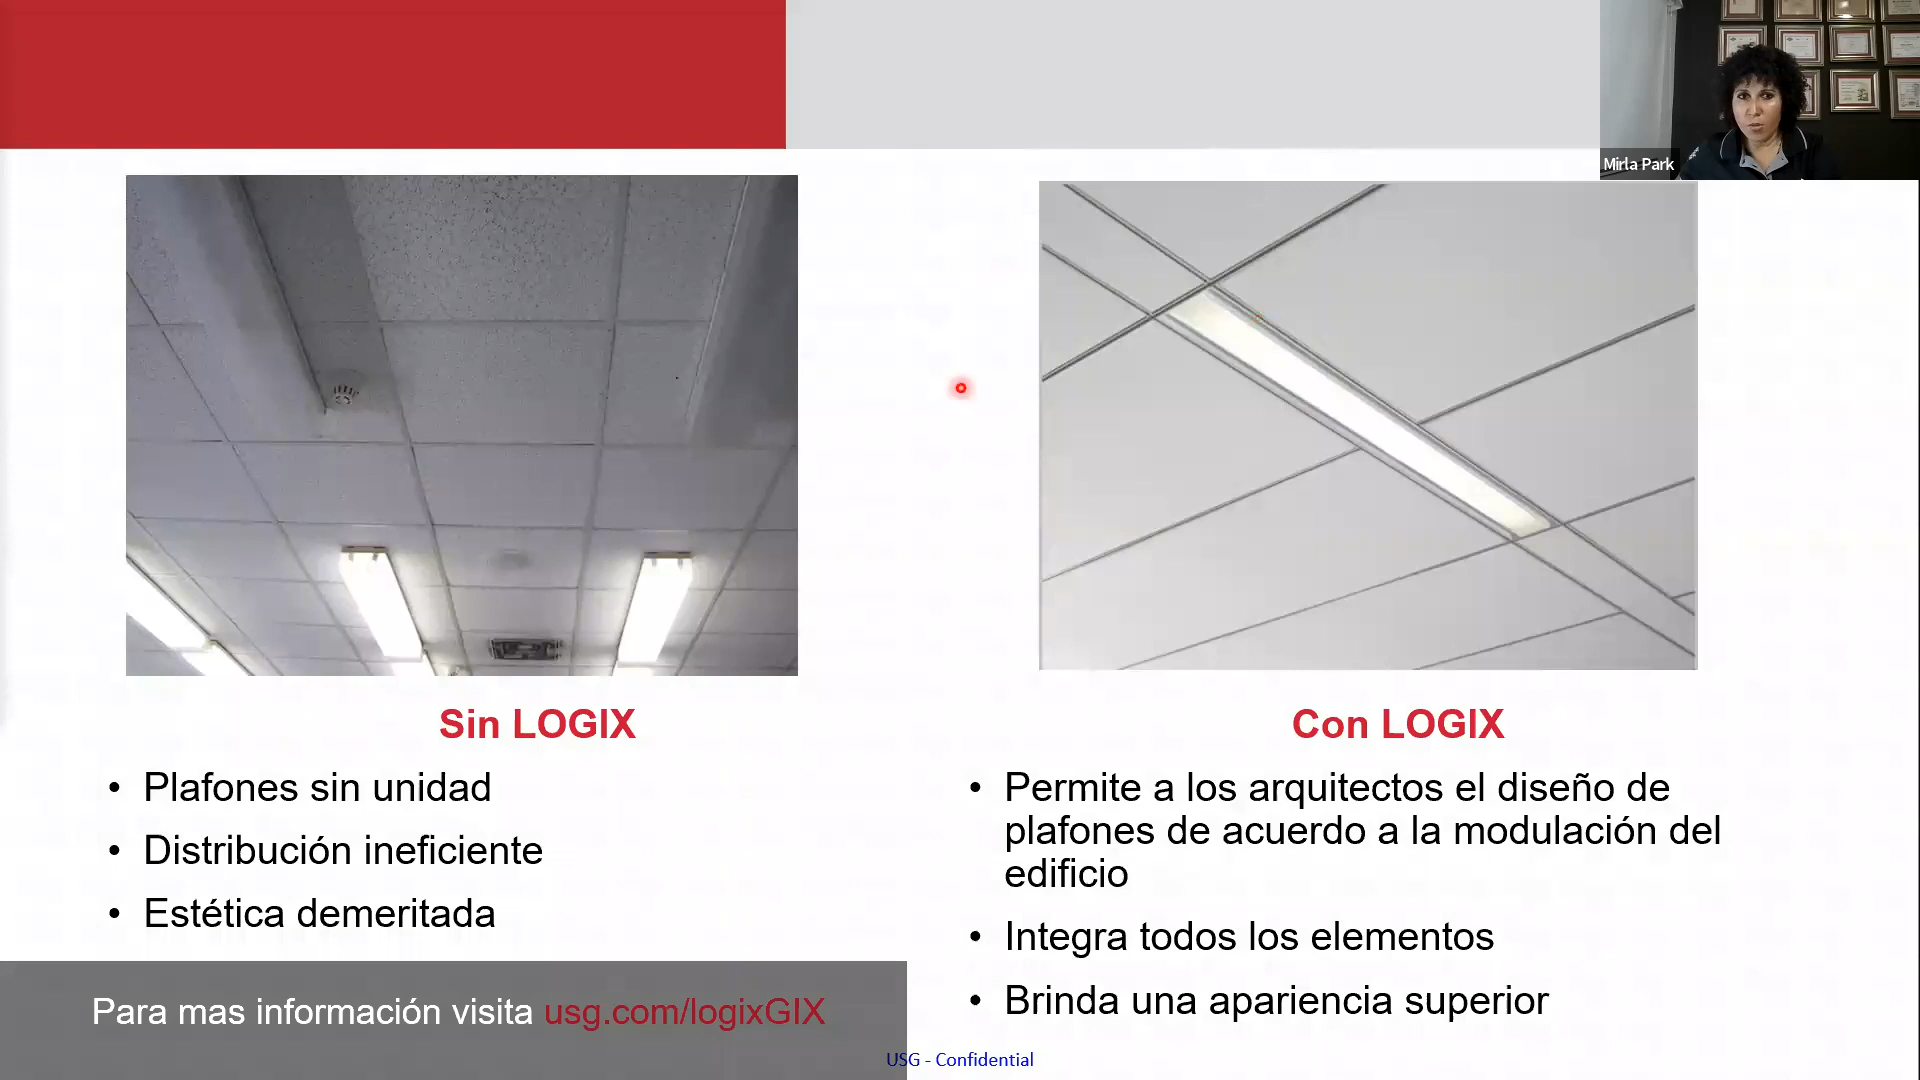 Mirla Park
Sin LOGIX
• Plafones sin unidad
• Distribución ineficiente
• Estética demeritada
Con LOGIX
• Permite a los arquitectos el diseño de
plafones de acuerdo a la modulación del
edificio
• Integra todos los elementos
• Brinda una apariencia superior
Para mas información visita usg.com/logixGIX
USG - Confidential